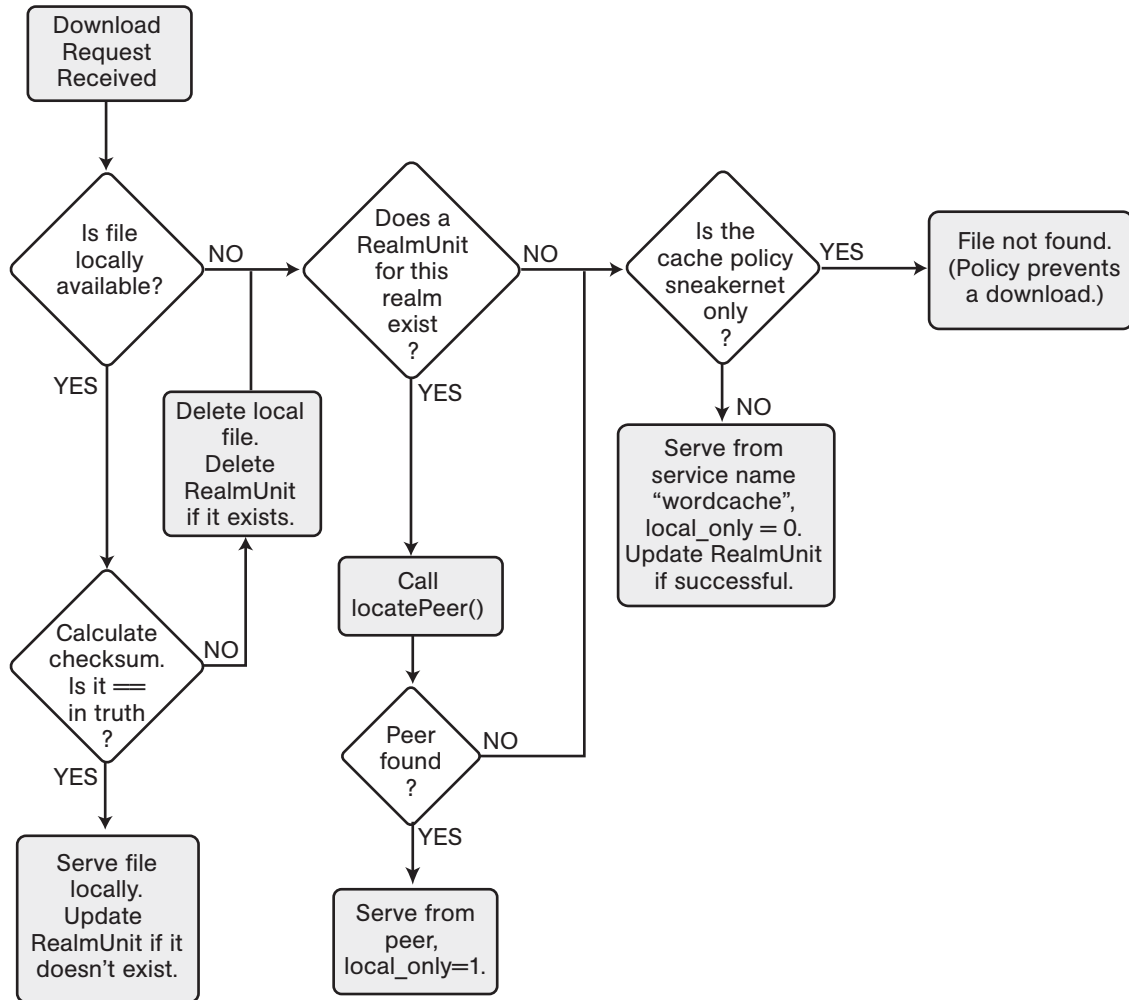 Download
Request
Received
Is file
locally
available?
NO
YES
Does a
RealmUnit
for this
realm
exist
?
NO
YES
Is the
cache policy
sneakernet
only
?
YES
NO
File not found.
(Policy prevents
a download.)
Delete local
file.
Delete
RealmUnit
if it exists.
Serve from
service name
“wordcache”,
local_only = 0.
Update RealmUnit
if successful.
Call
locatePeer()
Calculate
checksum.
Is it ==
in truth
?
NO
YES
Peer
found
?
NO
YES
Serve file
locally.
Update
RealmUnit if it
doesn’t exist.
Serve from
peer,
local_only=1.